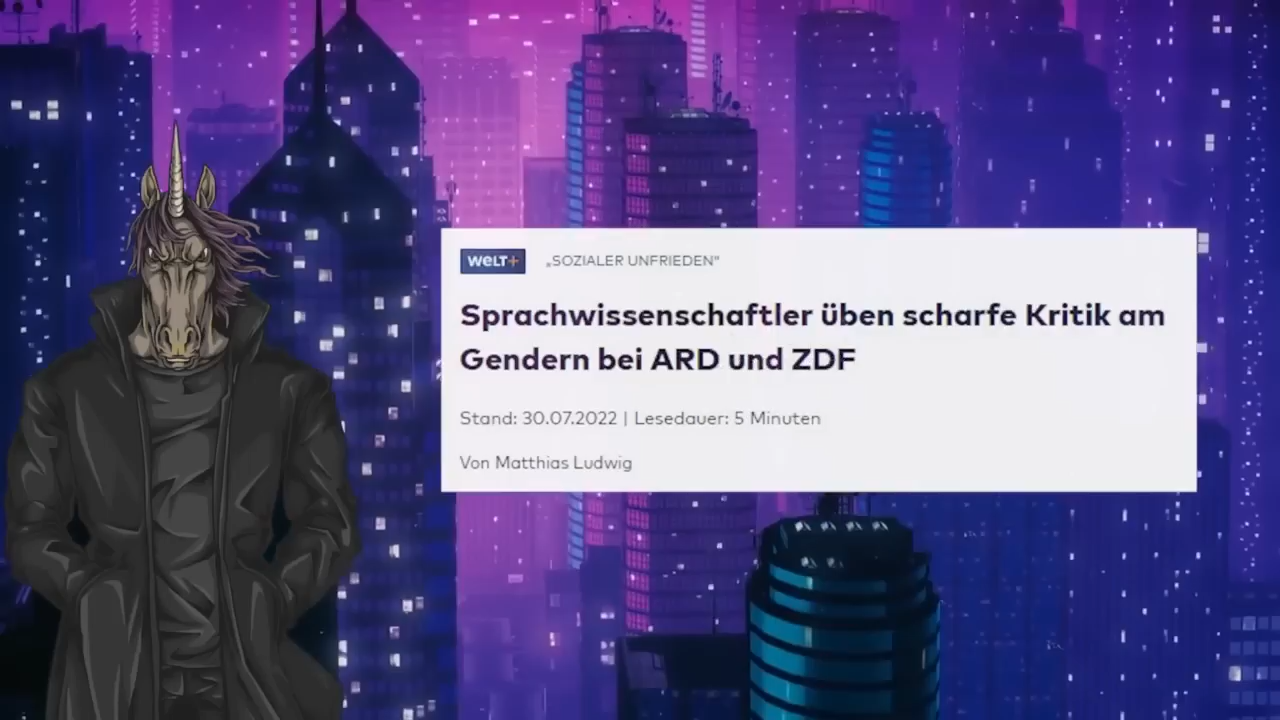 WELT+ „SOZIALER UNFRIEDEN“
Sprachwissenschaftler üben scharfe Kritik am
Gendern bei ARD und ZDF
Stand: 30.07.2022 | Lesedauer: 5 Minuten
Von Matthias Ludwig